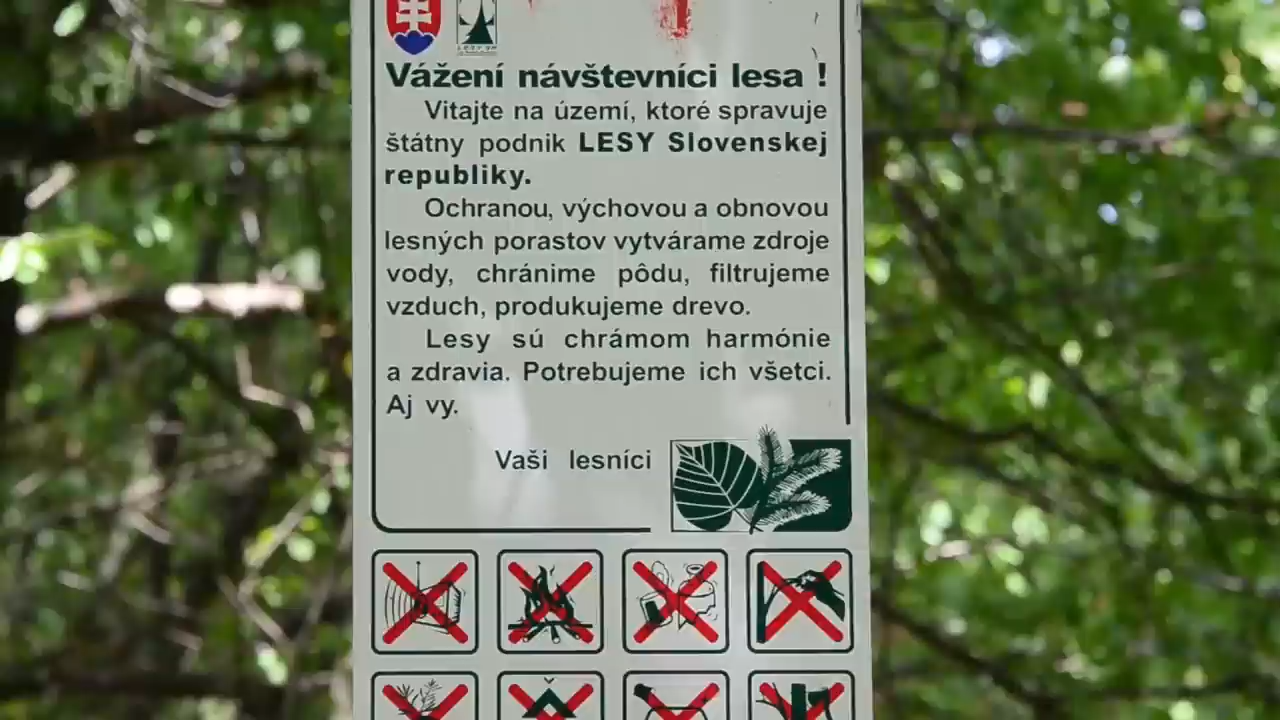 Vážení návštevníci lesa !
Vitajte na území, ktoré spravuje
štátny podnik LESY Slovenskej
republiky.
Ochranou, výchovou a obnovou
lesných porastov vytvárame zdroje
vody, chránime pôdu, filtrujeme
vzduch, produkujeme drevo.
Lesy sú chrámom harmónie
a zdravia. Potrebujeme ich všetci.
Aj vy.
Vaši lesníci